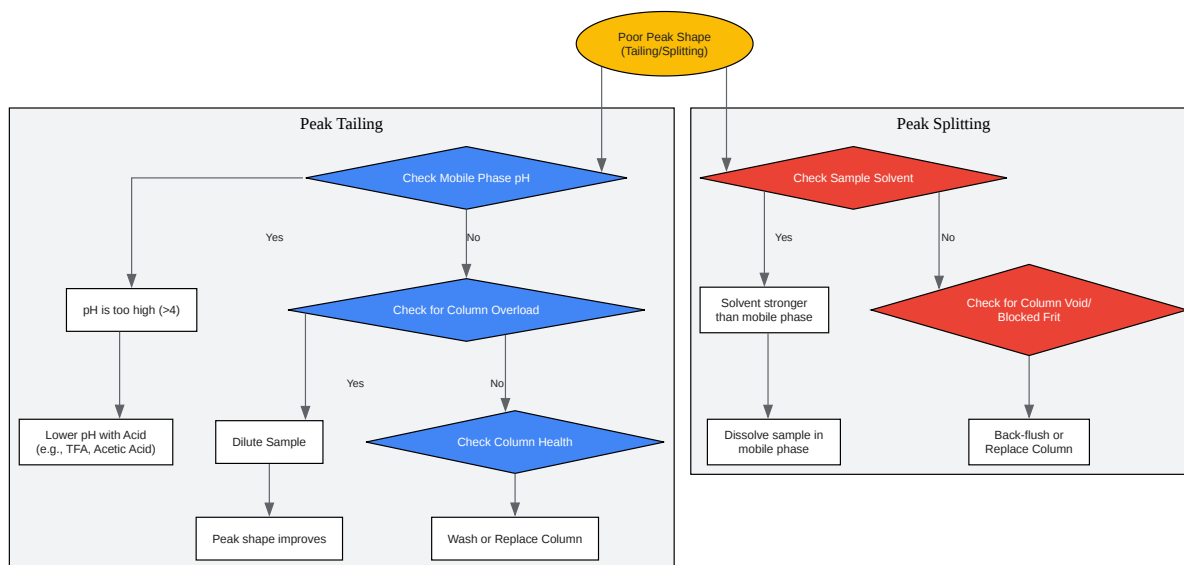 Poor Peak Shape
(Tailing/Splitting)
Peak Tailing
Peak Splitting
Check Mobile Phase pH
Check Sample Solvent
Yes
No
Yes
No
pH is too high (>4)
Check for Column Overload
Solvent stronger
than mobile phase
Check for Column Void/
Blocked Frit
Yes
No
Lower pH with Acid
(e.g., TFA, Acetic Acid)
Dilute Sample
Check Column Health
Dissolve sample in
mobile phase
Back-flush or
Replace Column
Peak shape improves
Wash or Replace Column